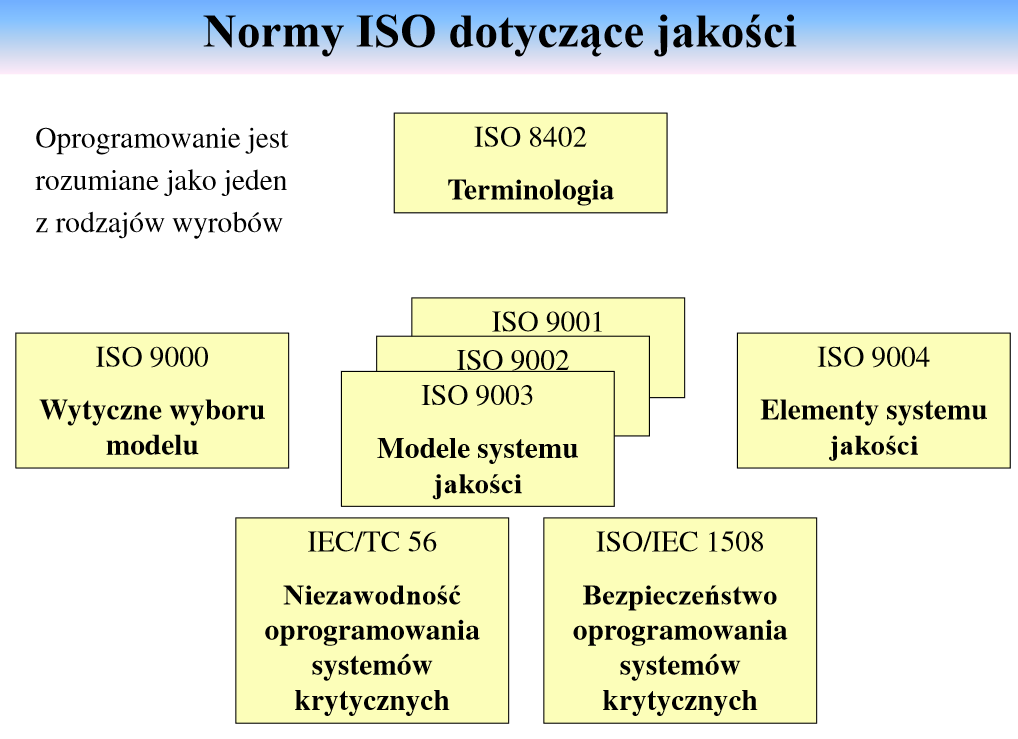 Normy ISO dotyczące jakości
Oprogramowanie jest
rozumiane jako jeden
z rodzajów wyrobów
ISO 8402
Terminologia
ISO 9000
Wytyczne wyboru
modelu
ISO 9001
ISO 9002
ISO 9003
Modele systemu
jakości
ISO 9004
Elementy systemu
jakości
IEC/TC 56
Niezawodność
oprogramowania
systemów
krytycznych
ISO/IEC 1508
Bezpieczeństwo
oprogramowania
systemów
krytycznych